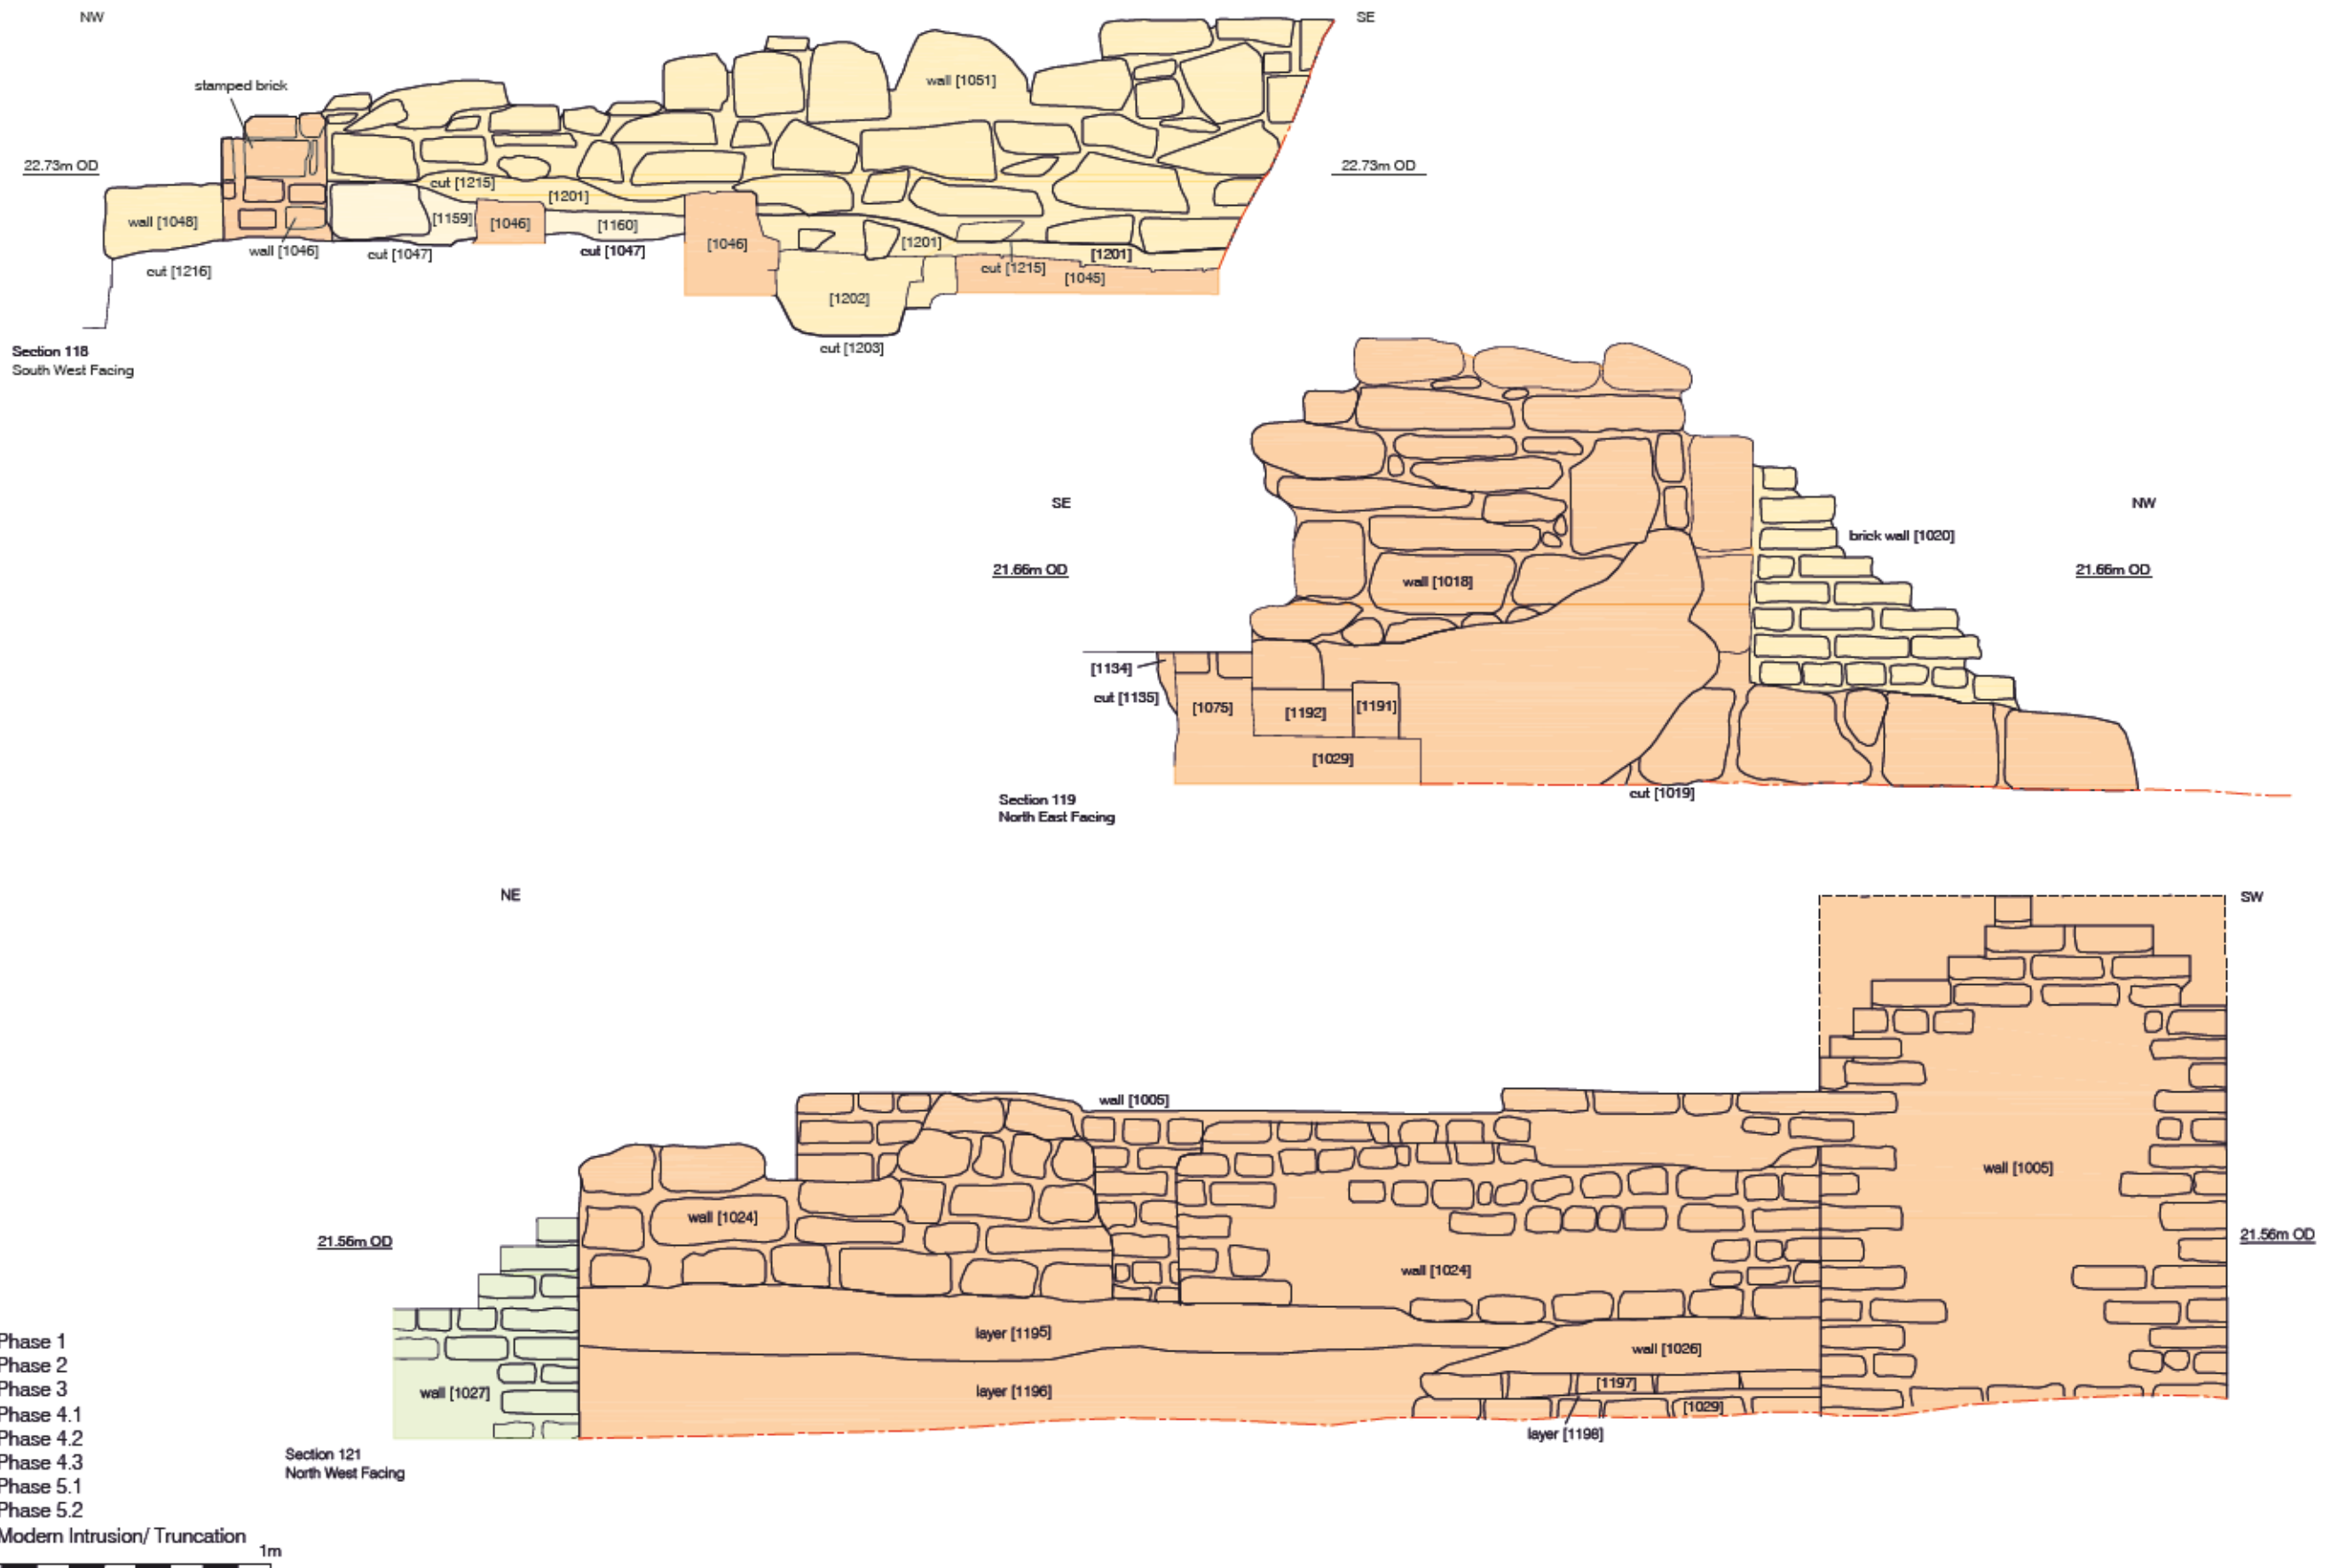 NW
SE
stamped brick
wall [1051]
22.73m OD
22.73m OD
cut [1215]
[1201]
wall [1048]
[1159]
[1046]
[1160]
[1046]
[1201]
wall [1046]
cut [1047]
cut [1047]
[1201]
cut [1216]
cut [1215]
[1045]
[1202]
cut [1203]
Section 118
South West Facing
SE
NW
brick wall [1020]
21.66m OD
21.66m OD
wall [1018]
[1134]
cut [1135]
[1075]
[1192]
[1191]
[1029]
cut [1019]
Section 119
North East Facing
NE
SW
wall [1005]
wall [1005]
wall [1024]
21.56m OD
21.56m OD
wall [1024]
layer [1195]
wall [1026]
layer [1196]
[1197]
wall [1027]
[1029]
layer [1198]
Section 121
North West Facing
Phase 1
Phase 2
Phase 3
Phase 4.1
Phase 4.2
Phase 4.3
Phase 5.1
Phase 5.2
Modern Intrusion/ Truncation
1m